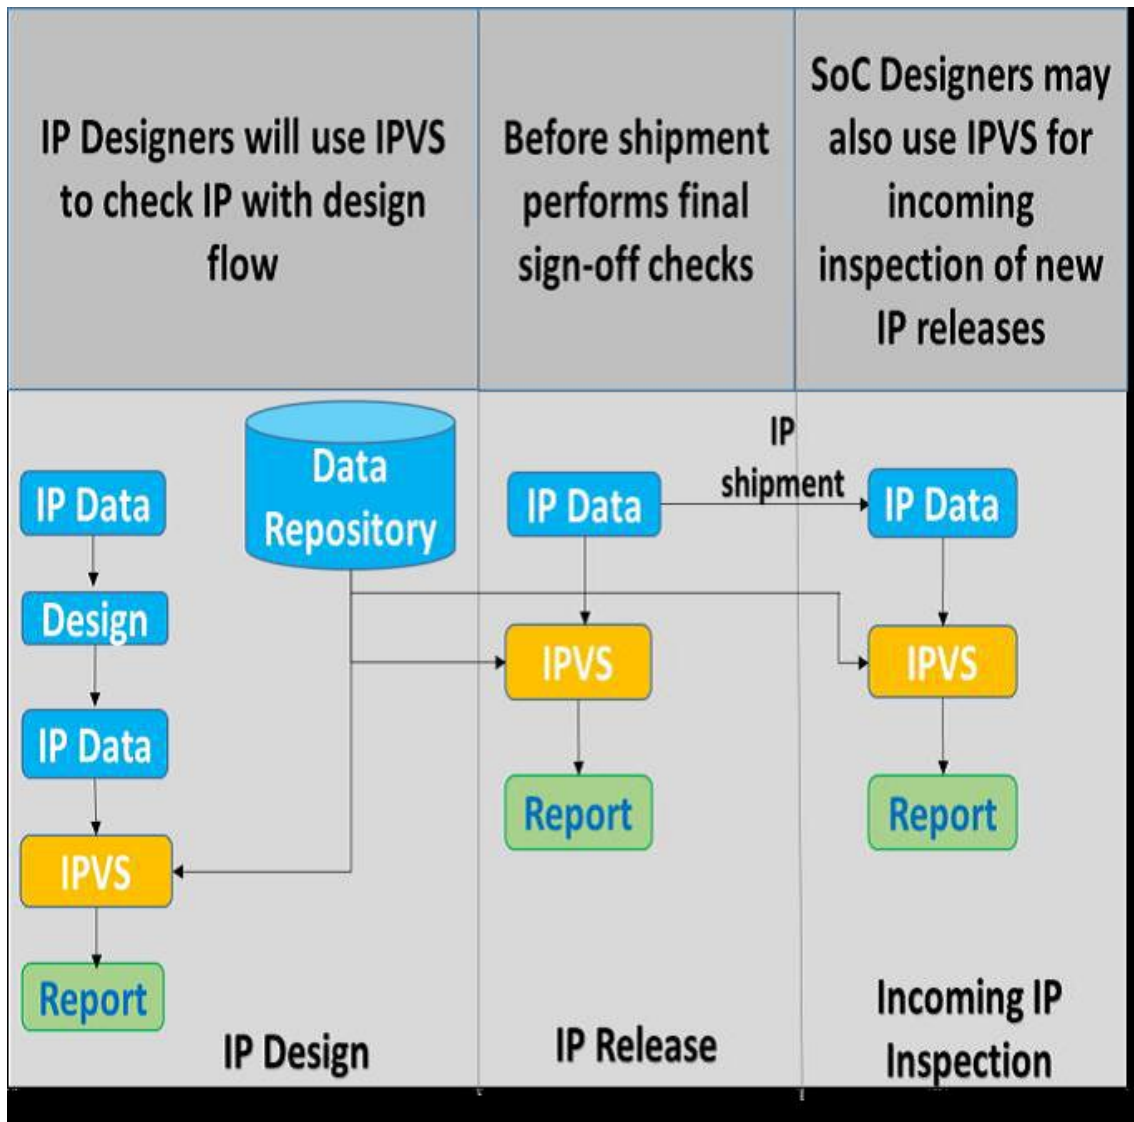 IP Designers will use IPVS
to check IP with design
flow
Before shipment
performs final
sign-off checks
SoC Designers may
also use IPVS for
incoming
inspection of new
IP releases
IP Data
Design
IP Data
IPVS
Report
Data
Repository
IP Design
IP Data
IPVS
Report
IP Release
IP
shipment
IP Data
IPVS
Report
Incoming IP
Inspection